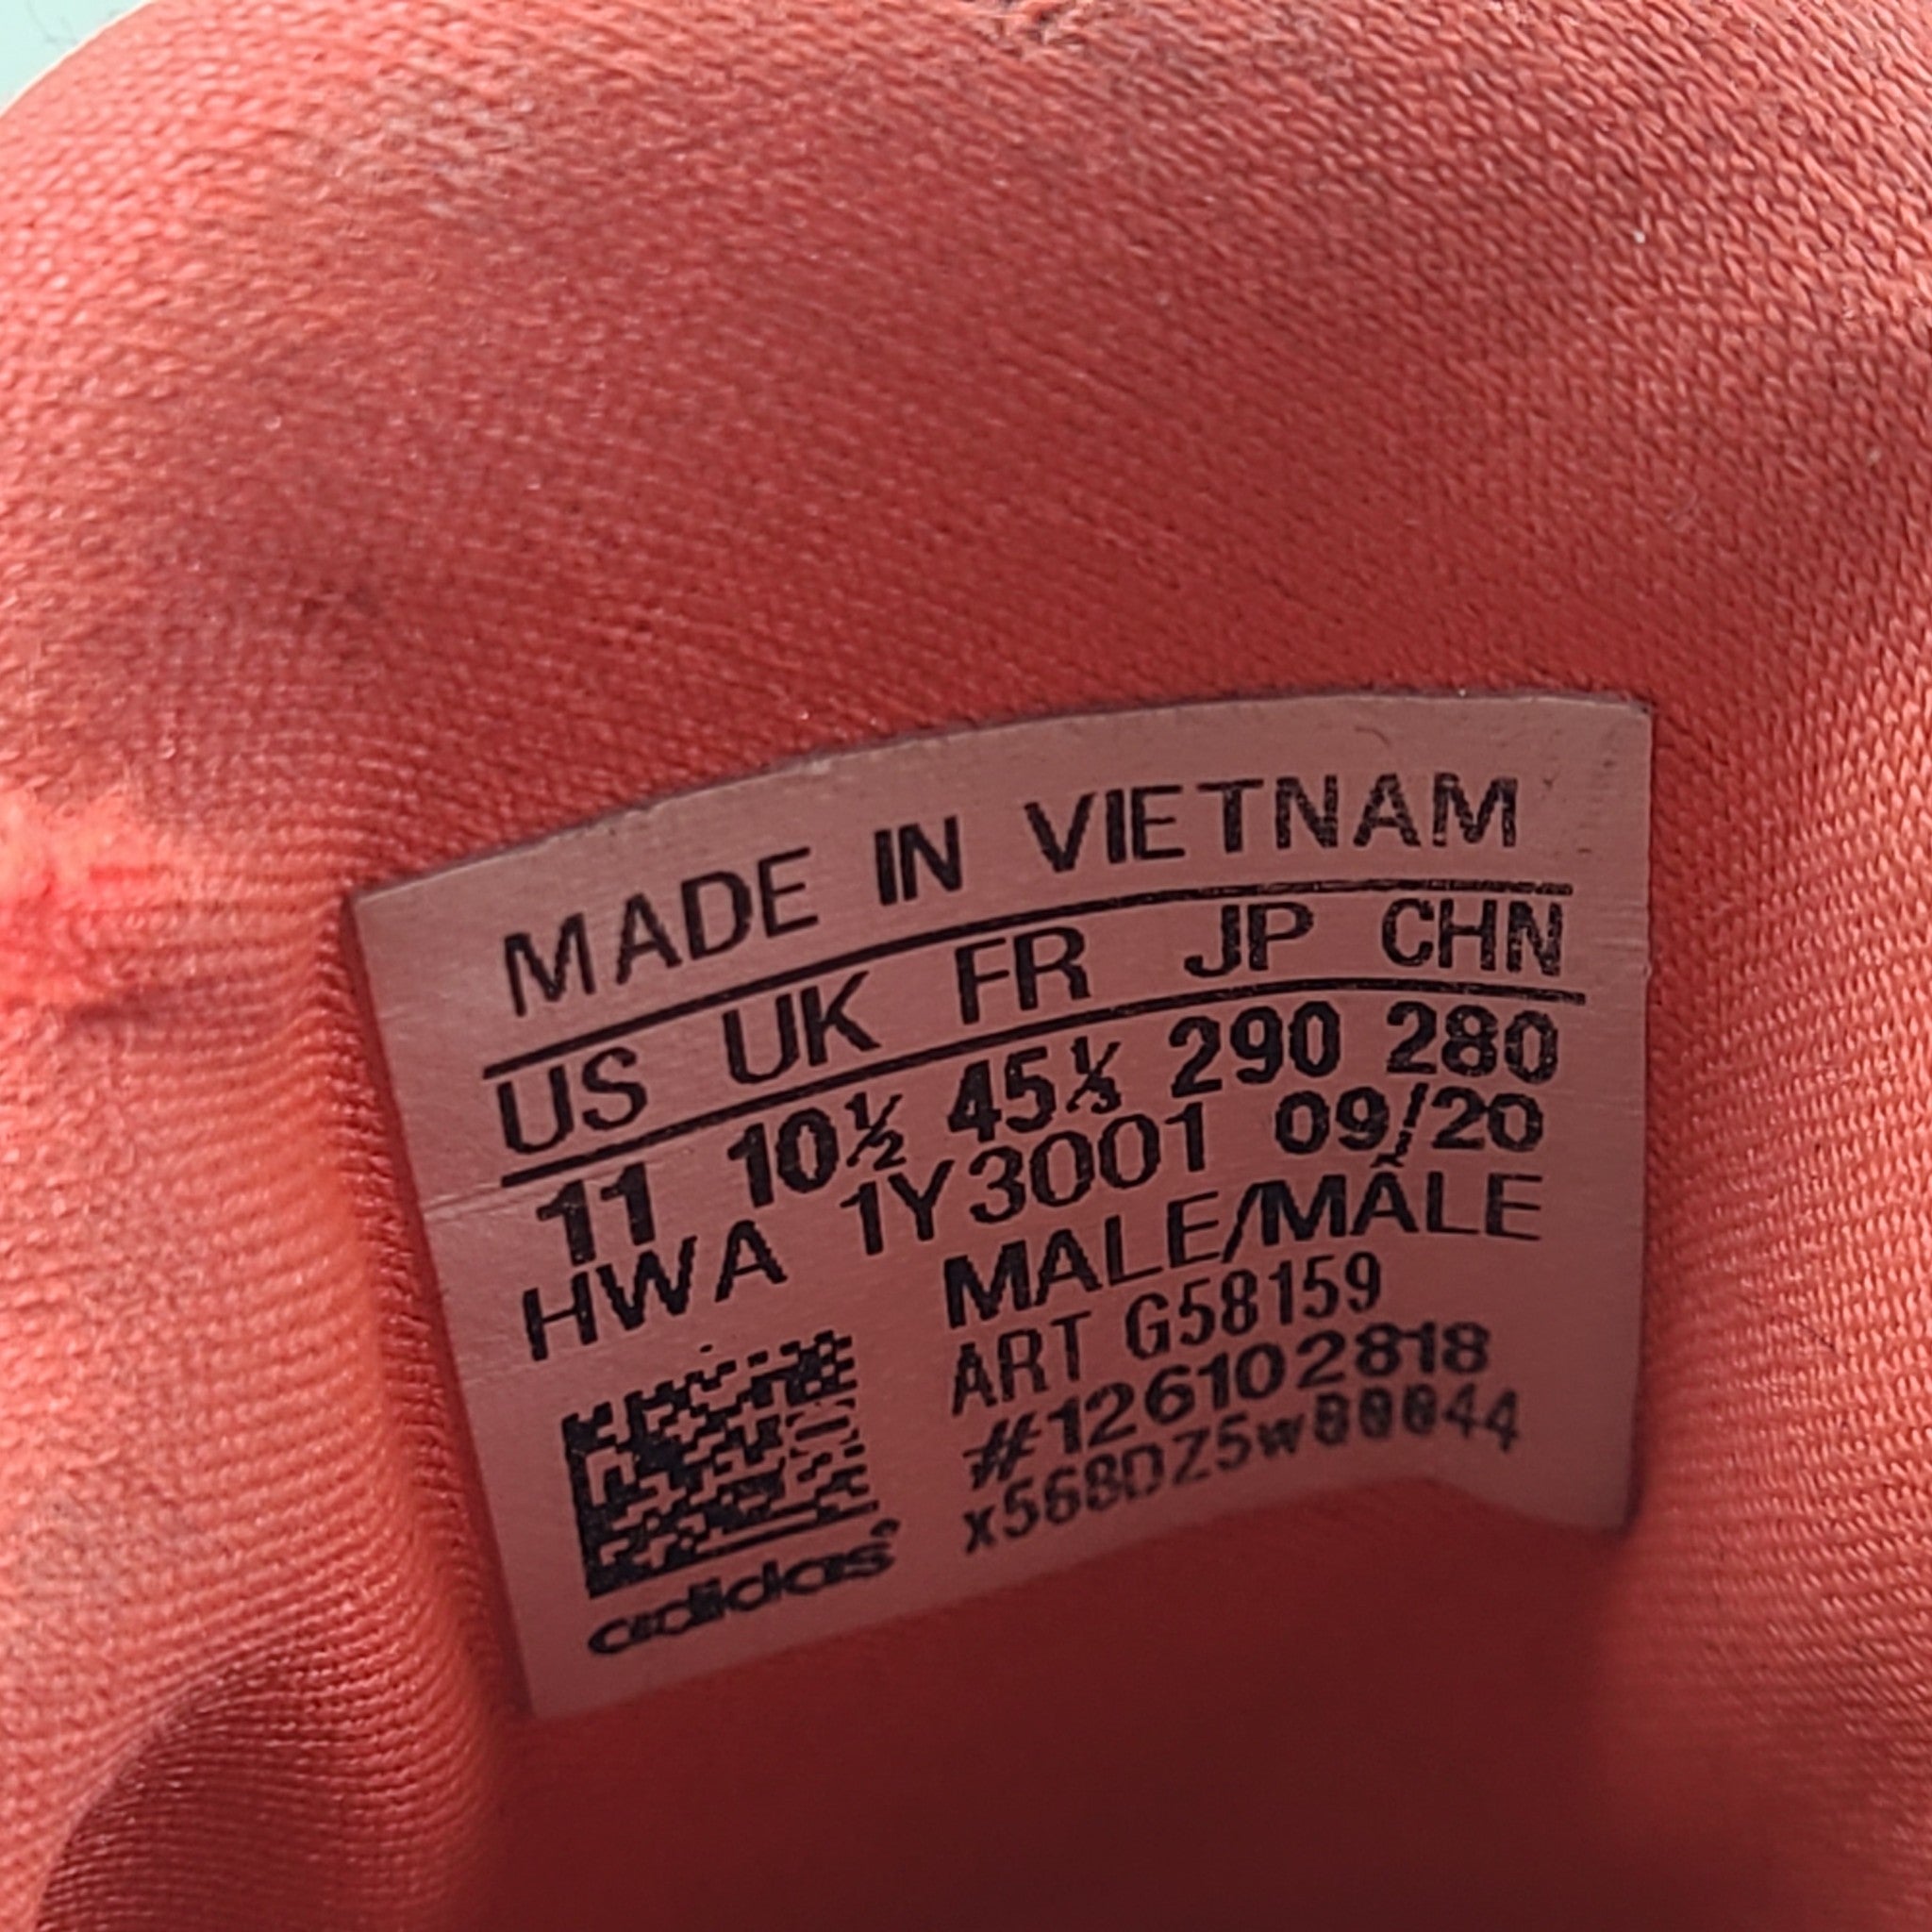 MADE IN VIETNAM
US UK FR JP CHN
11 10½ 45⅓ 290 280
HWA 1Y3001 09/20
MALE/MÂLE
ART G58159
#126102818
x568DZ5w80044
adidas®